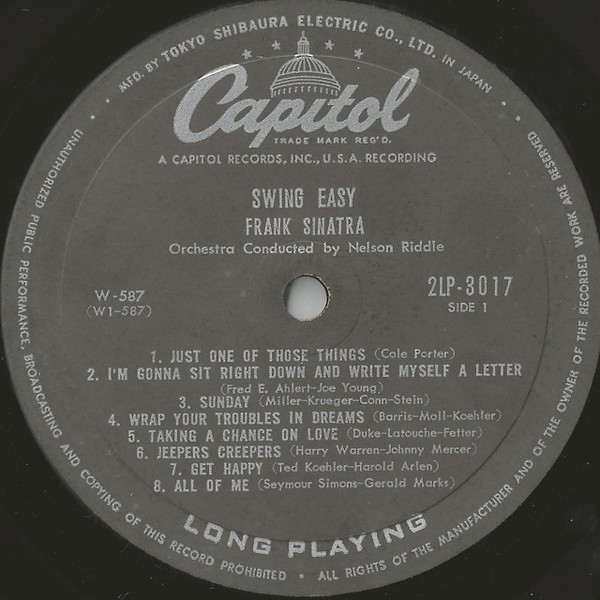 MFD. BY TOKYO SHIBAURA ELECTRIC CO., LTD. IN JAPAN
Capitol
TRADE MARK REG'D.
A CAPITOL RECORDS, INC., U.S.A. RECORDING
SWING EASY
FRANK SINATRA
Orchestra Conducted by Nelson Riddle
W-587
(W1-587)
2LP-3017
SIDE 1
1. JUST ONE OF THOSE THINGS (Cole Porter)
2. I'M GONNA SIT RIGHT DOWN AND WRITE MYSELF A LETTER
(Fred E. Ahlert-Joe Young)
3. SUNDAY (Miller-Krueger-Conn-Stein)
4. WRAP YOUR TROUBLES IN DREAMS (Barris-Moll-Koehler)
5. TAKING A CHANCE ON LOVE (Duke-Latouche-Fetter)
6. JEEPERS CREEPERS (Harry Warren-Johnny Mercer)
7. GET HAPPY (Ted Koehler-Harold Arlen)
8. ALL OF ME (Seymour Simons-Gerald Marks)
LONG PLAYING
UNAUTHORIZED PUBLIC PERFORMANCE, BROADCASTING AND COPYING OF THIS RECORD PROHIBITED • ALL RIGHTS OF THE MANUFACTURER AND OF THE OWNER OF THE RECORDED WORK ARE RESERVED